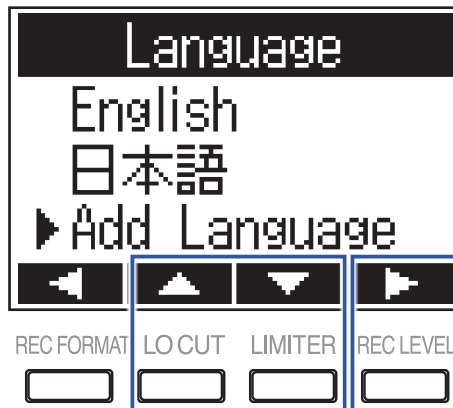 Language
English
日本語
Add Language
REC FORMAT LO CUT LIMITER REC LEVEL